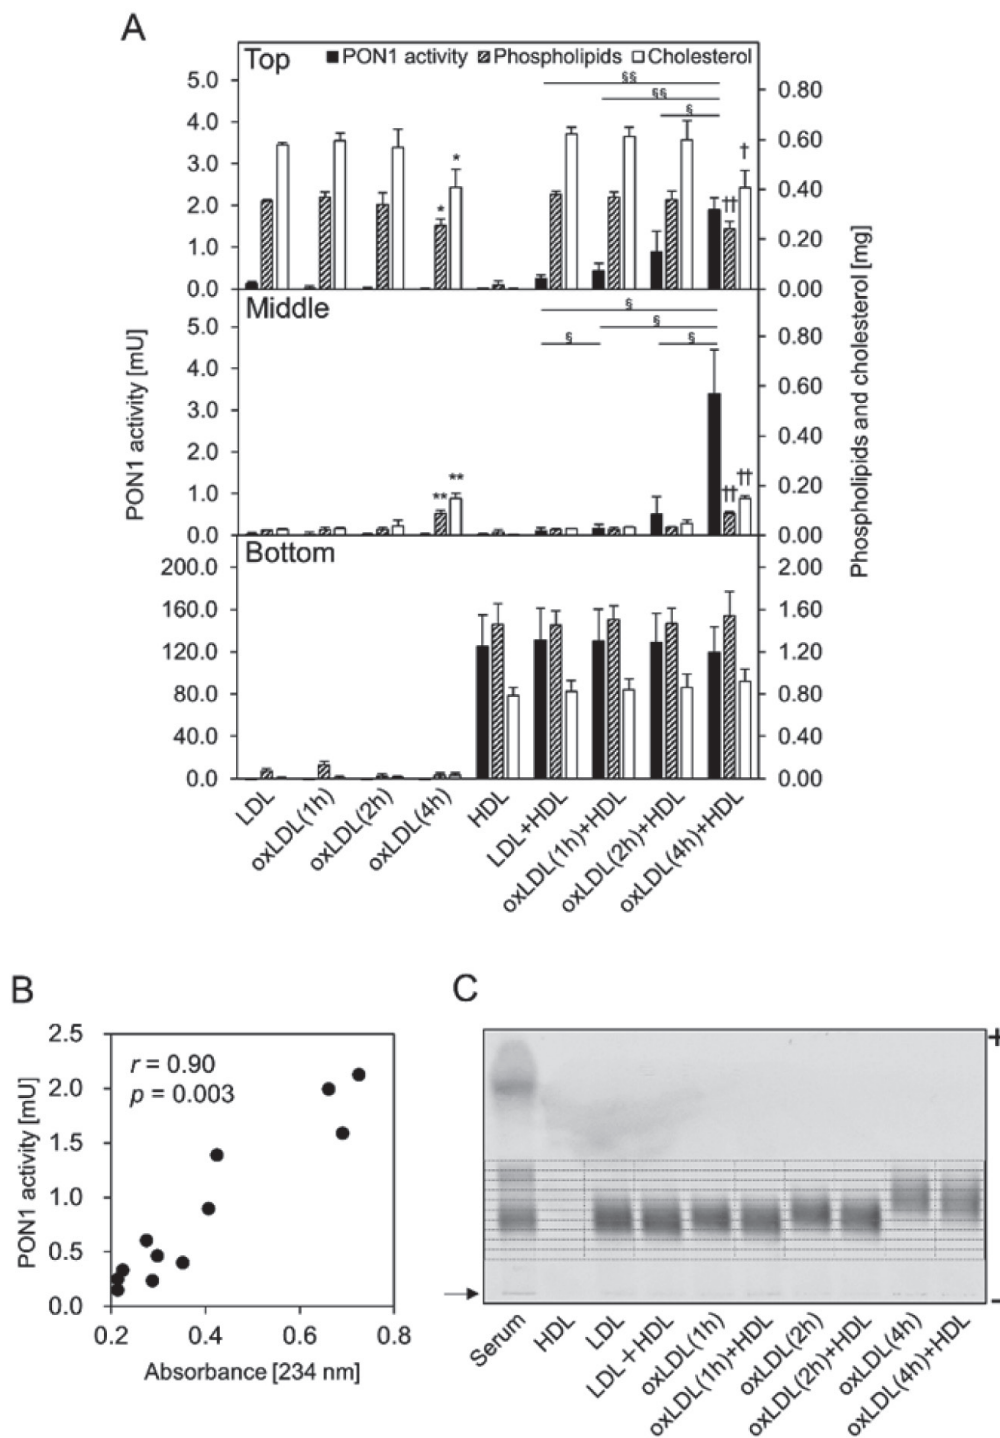 A
Top
PON1 activity Phospholipids Cholesterol
§§
§§
§
5.0
4.0
3.0
2.0
1.0
0.0
* * †† †
0.80
0.60
0.40
0.20
0.00
Middle
§
§
§ §
5.0
4.0
3.0
2.0
1.0
0.0
** ** †† ††
0.80
0.60
0.40
0.20
0.00
Bottom
200.0
160.0
120.0
80.0
40.0
0.0
2.00
1.60
1.20
0.80
0.40
0.00
PON1 activity [mU]
Phospholipids and cholesterol [mg]
LDL
oxLDL(1h)
oxLDL(2h)
oxLDL(4h)
HDL
LDL+HDL
oxLDL(1h)+HDL
oxLDL(2h)+HDL
oxLDL(4h)+HDL
B
r = 0.90
p = 0.003
PON1 activity [mU]
2.5
2.0
1.5
1.0
0.5
0.0
0.2 0.4 0.6 0.8
Absorbance [234 nm]
C
+
-
Serum
HDL
LDL
LDL+HDL
oxLDL(1h)
oxLDL(1h)+HDL
oxLDL(2h)
oxLDL(2h)+HDL
oxLDL(4h)
oxLDL(4h)+HDL